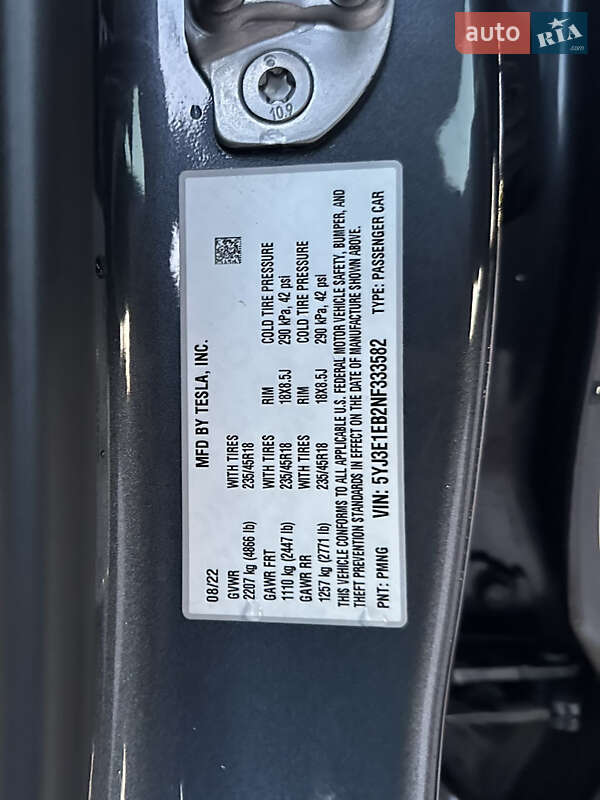 auto RIA.com
10.9
MFD BY TESLA, INC.
08/22
GVWR WITH TIRES COLD TIRE PRESSURE
2207 kg (4866 lb) 235/45R18 290 kPa, 42 psi
GAWR FRT WITH TIRES RIM COLD TIRE PRESSURE
1110 kg (2447 lb) 235/45R18 18X8.5J 290 kPa, 42 psi
GAWR RR WITH TIRES RIM COLD TIRE PRESSURE
1257 kg (2771 lb) 235/45R18 18X8.5J 290 kPa, 42 psi
THIS VEHICLE CONFORMS TO ALL APPLICABLE U.S. FEDERAL MOTOR VEHICLE SAFETY, BUMPER, AND
THEFT PREVENTION STANDARDS IN EFFECT ON THE DATE OF MANUFACTURE SHOWN ABOVE.
PNT: PMNG VIN: 5YJ3E1EB2NF333582 TYPE: PASSENGER CAR